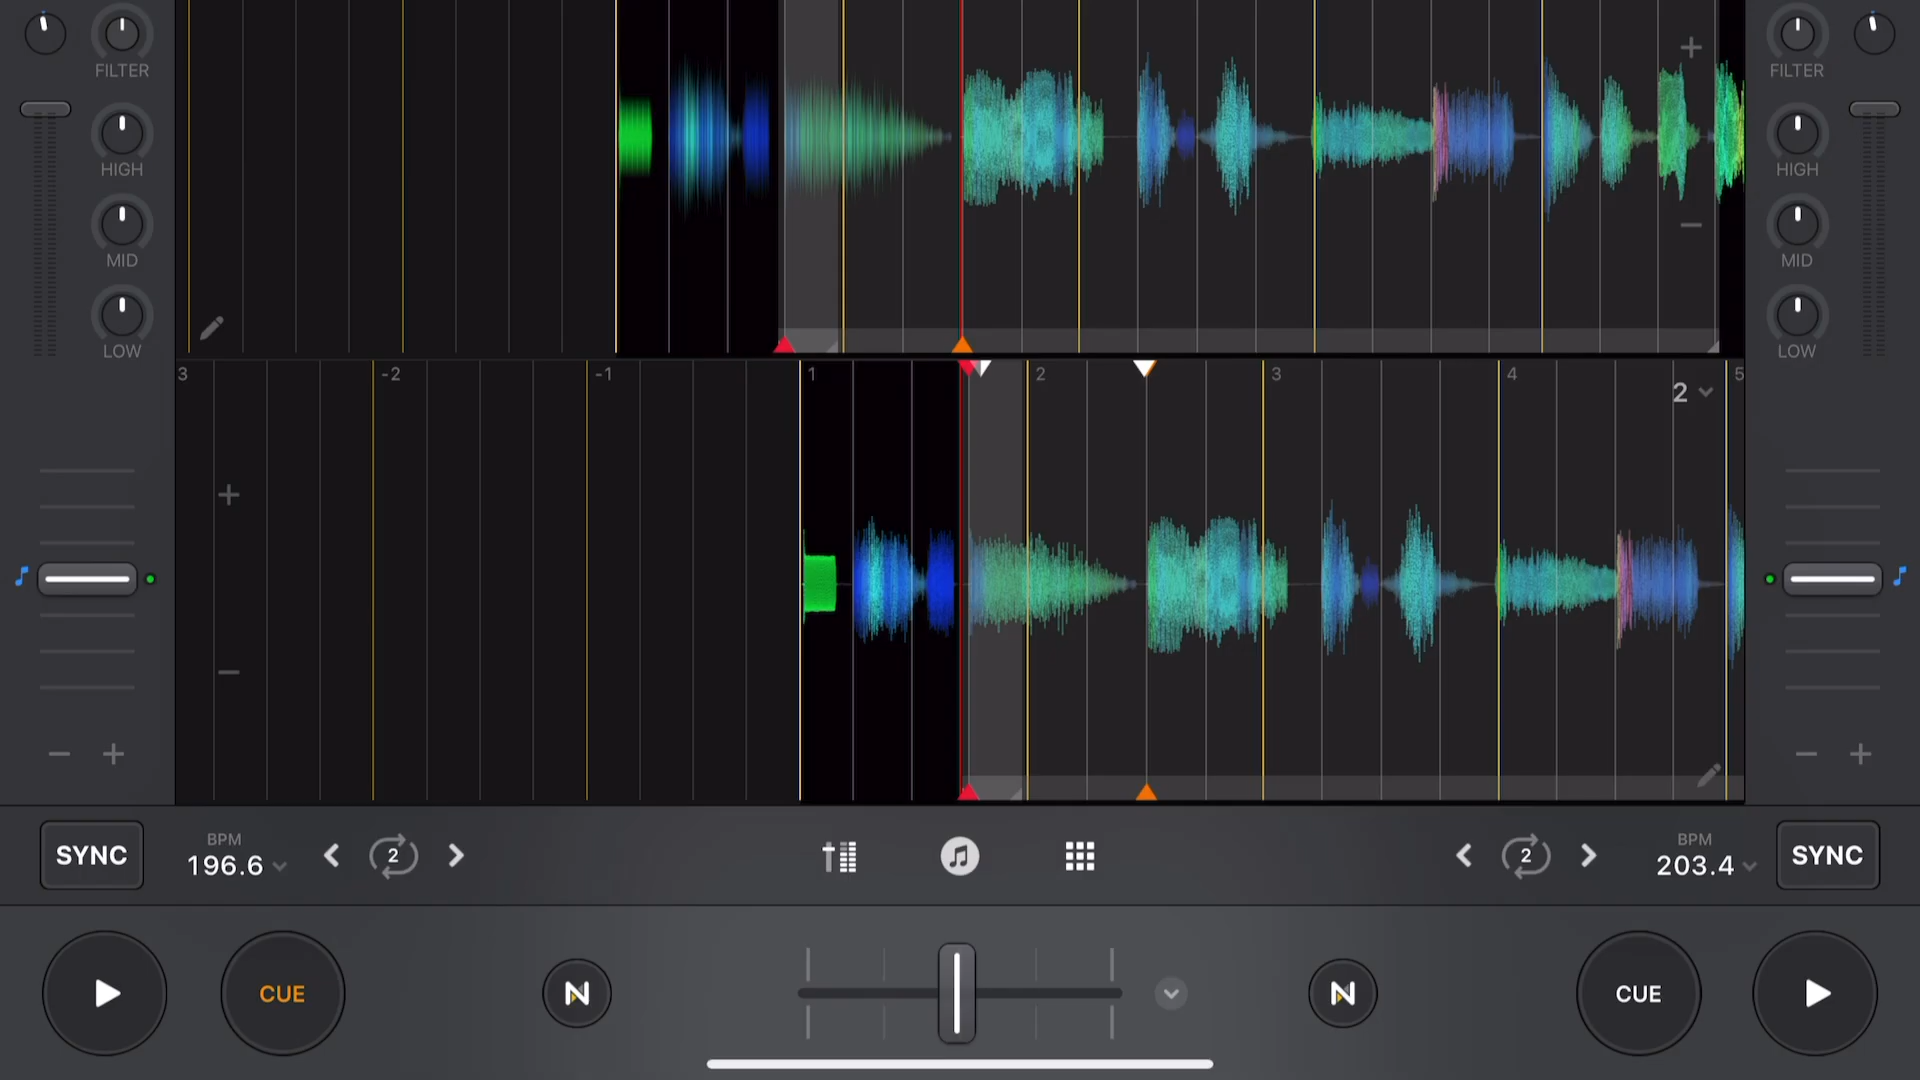 FILTER
FILTER
HIGH
HIGH
MID
MID
LOW
LOW
3
-2
-1
1
2
3
4
5
2
SYNC
BPM
196.6
2
2
BPM
203.4
SYNC
CUE
N
N
CUE